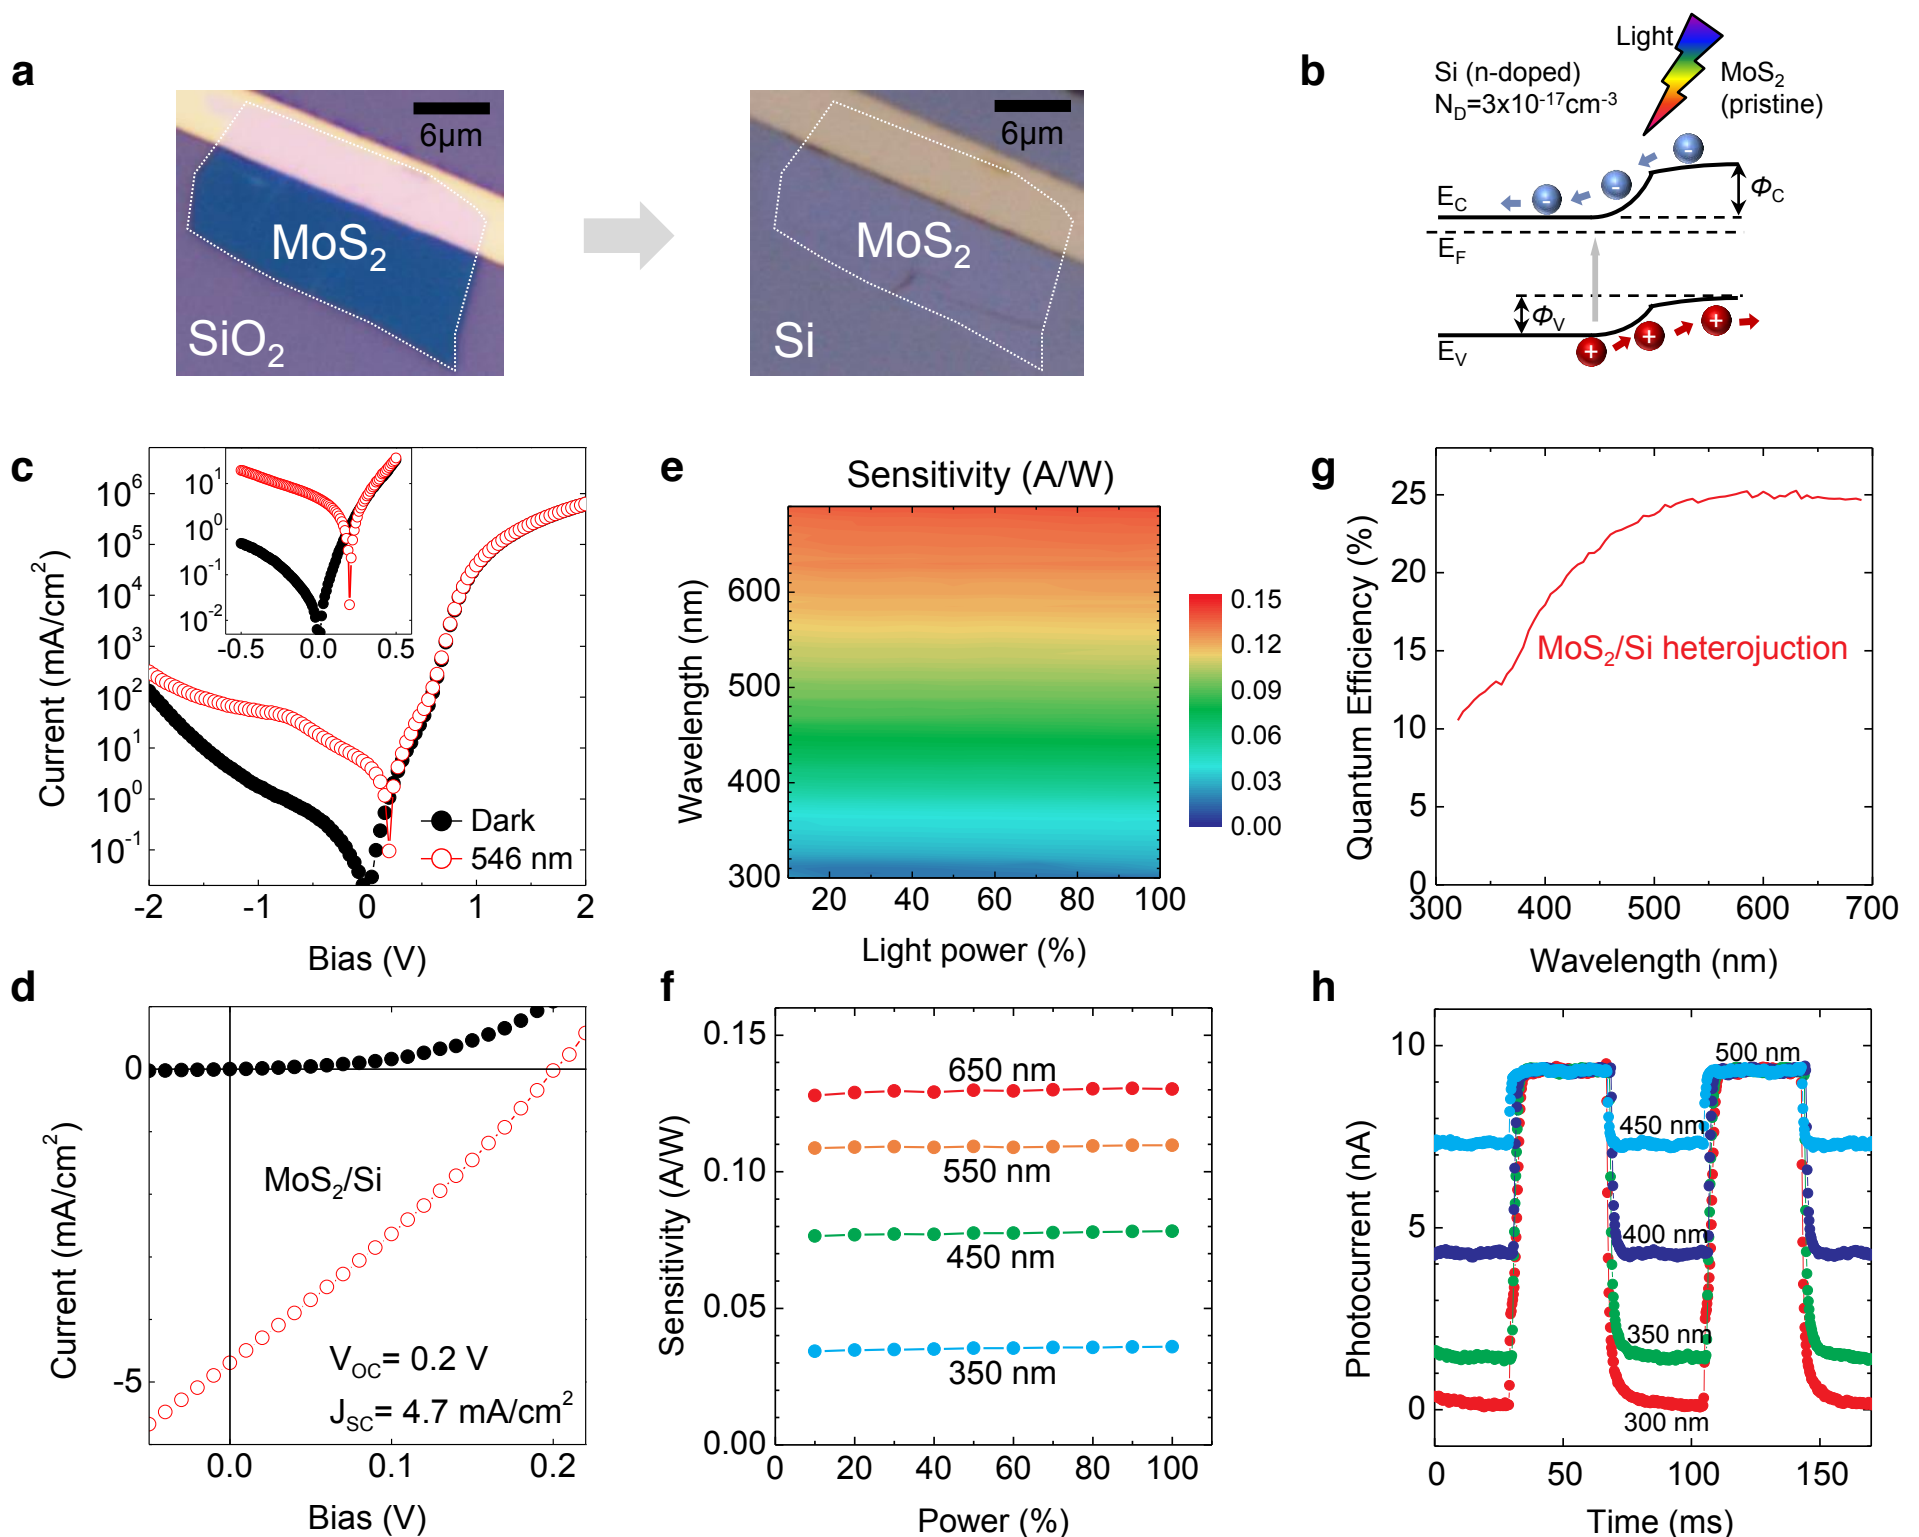 a
6μm
MoS2
SiO2
6μm
MoS2
Si
b
Light
Si (n-doped)
ND=3x10-17cm-3
MoS2
(pristine)
-
-
-
EC
ΦC
EF
ΦV
EV
+
+
+
c
Current (mA/cm2)
106
105
104
103
102
101
100
10-1
101
100
10-1
10-2
-0.5
0.0
0.5
Dark
546 nm
-2
-1
0
1
2
Bias (V)
d
Current (mA/cm2)
0
-5
MoS2/Si
VOC= 0.2 V
JSC= 4.7 mA/cm2
0.0
0.1
0.2
Bias (V)
e
Sensitivity (A/W)
Wavelength (nm)
600
500
400
300
20
40
60
80
100
Light power (%)
0.15
0.12
0.09
0.06
0.03
0.00
f
Sensitivity (A/W)
0.15
0.10
0.05
0.00
650 nm
550 nm
450 nm
350 nm
0
20
40
60
80
100
Power (%)
g
Quantum Efficiency (%)
25
20
15
10
5
0
MoS2/Si heterojuction
300
400
500
600
700
Wavelength (nm)
h
Photocurrent (nA)
10
5
0
500 nm
450 nm
400 nm
350 nm
300 nm
0
50
100
150
Time (ms)